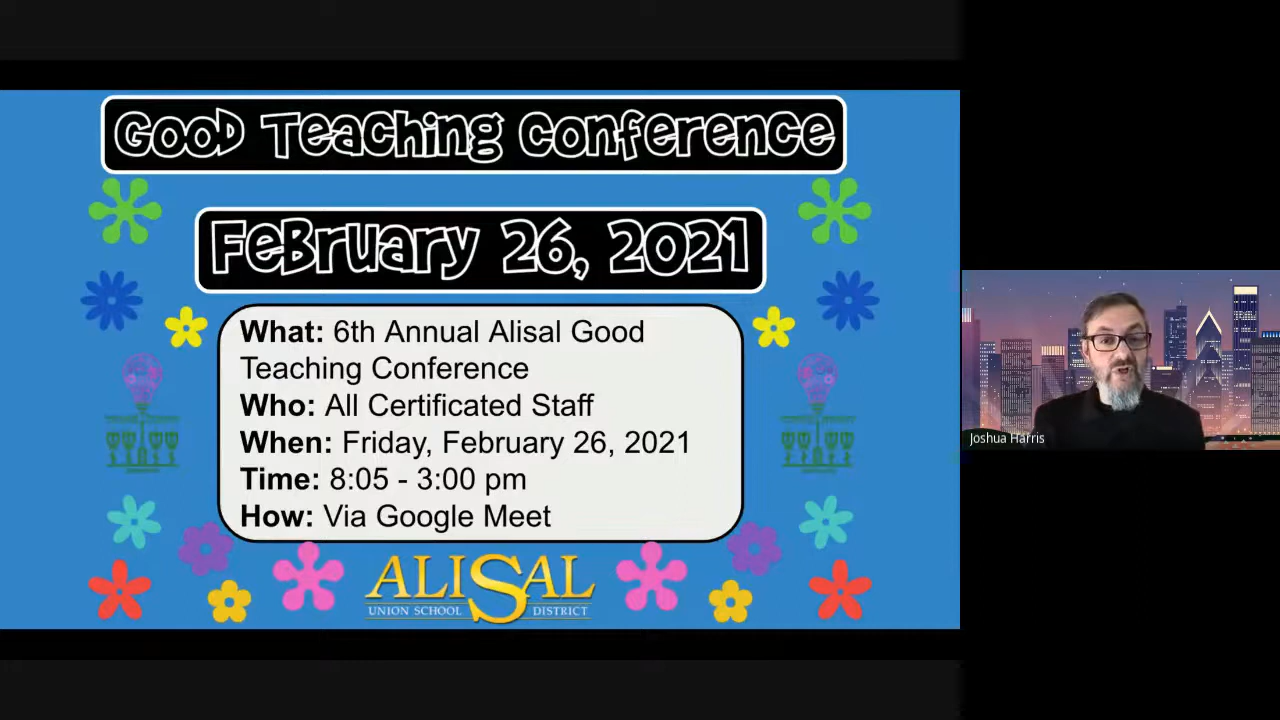 Good Teaching Conference
February 26, 2021
What: 6th Annual Alisal Good
Teaching Conference
Who: All Certificated Staff
When: Friday, February 26, 2021
Time: 8:05 - 3:00 pm
How: Via Google Meet
ALISAL
UNION SCHOOL DISTRICT
Joshua Harris